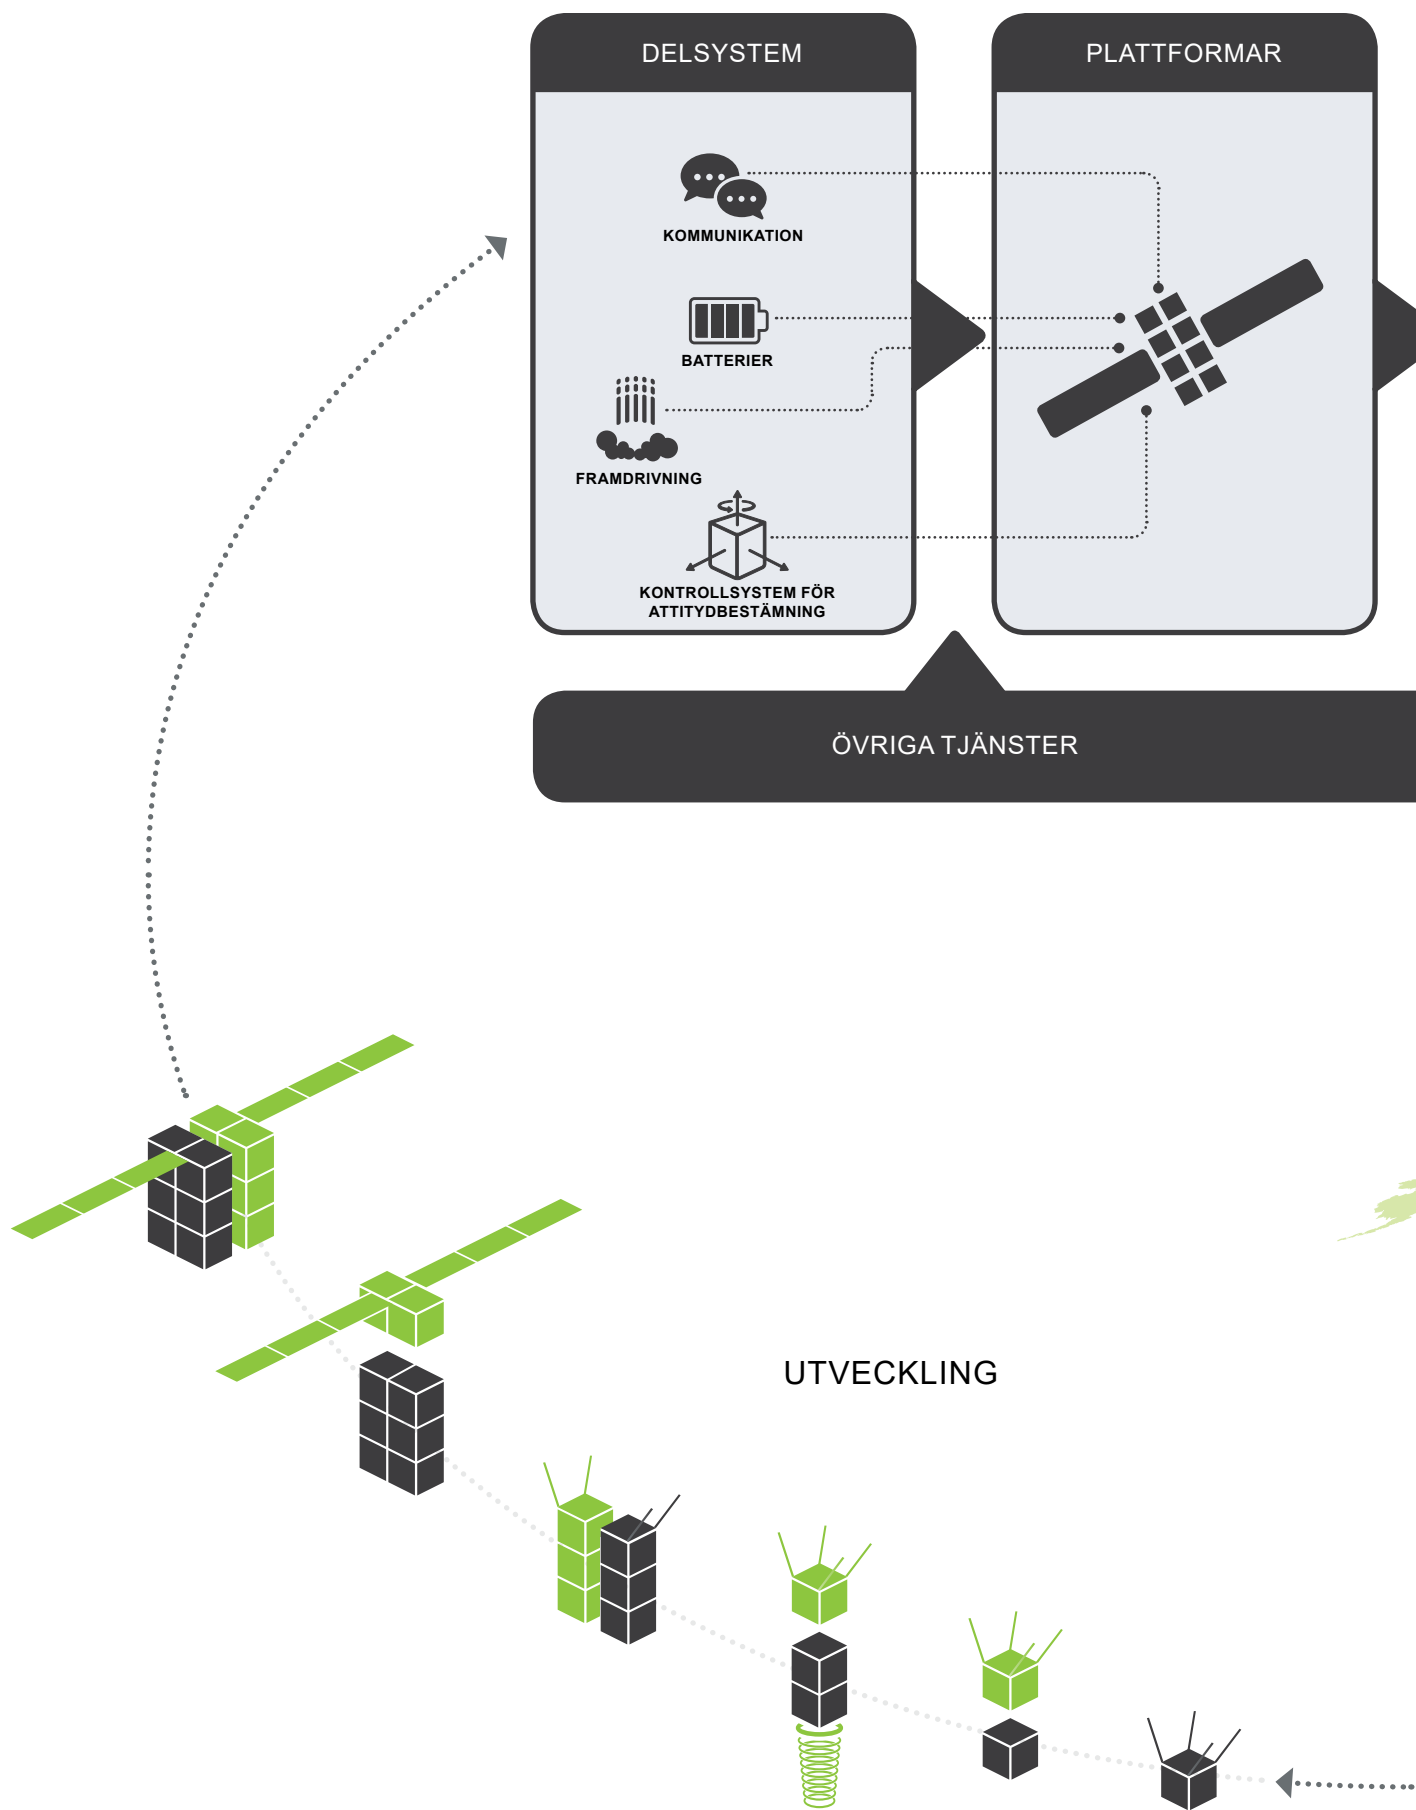 DELSYSTEM
PLATTFORMAR
KOMMUNIKATION
BATTERIER
FRAMDRIVNING
KONTROLLSYSTEM FÖR
ATTITYDBESTÄMNING
ÖVRIGA TJÄNSTER
UTVECKLING